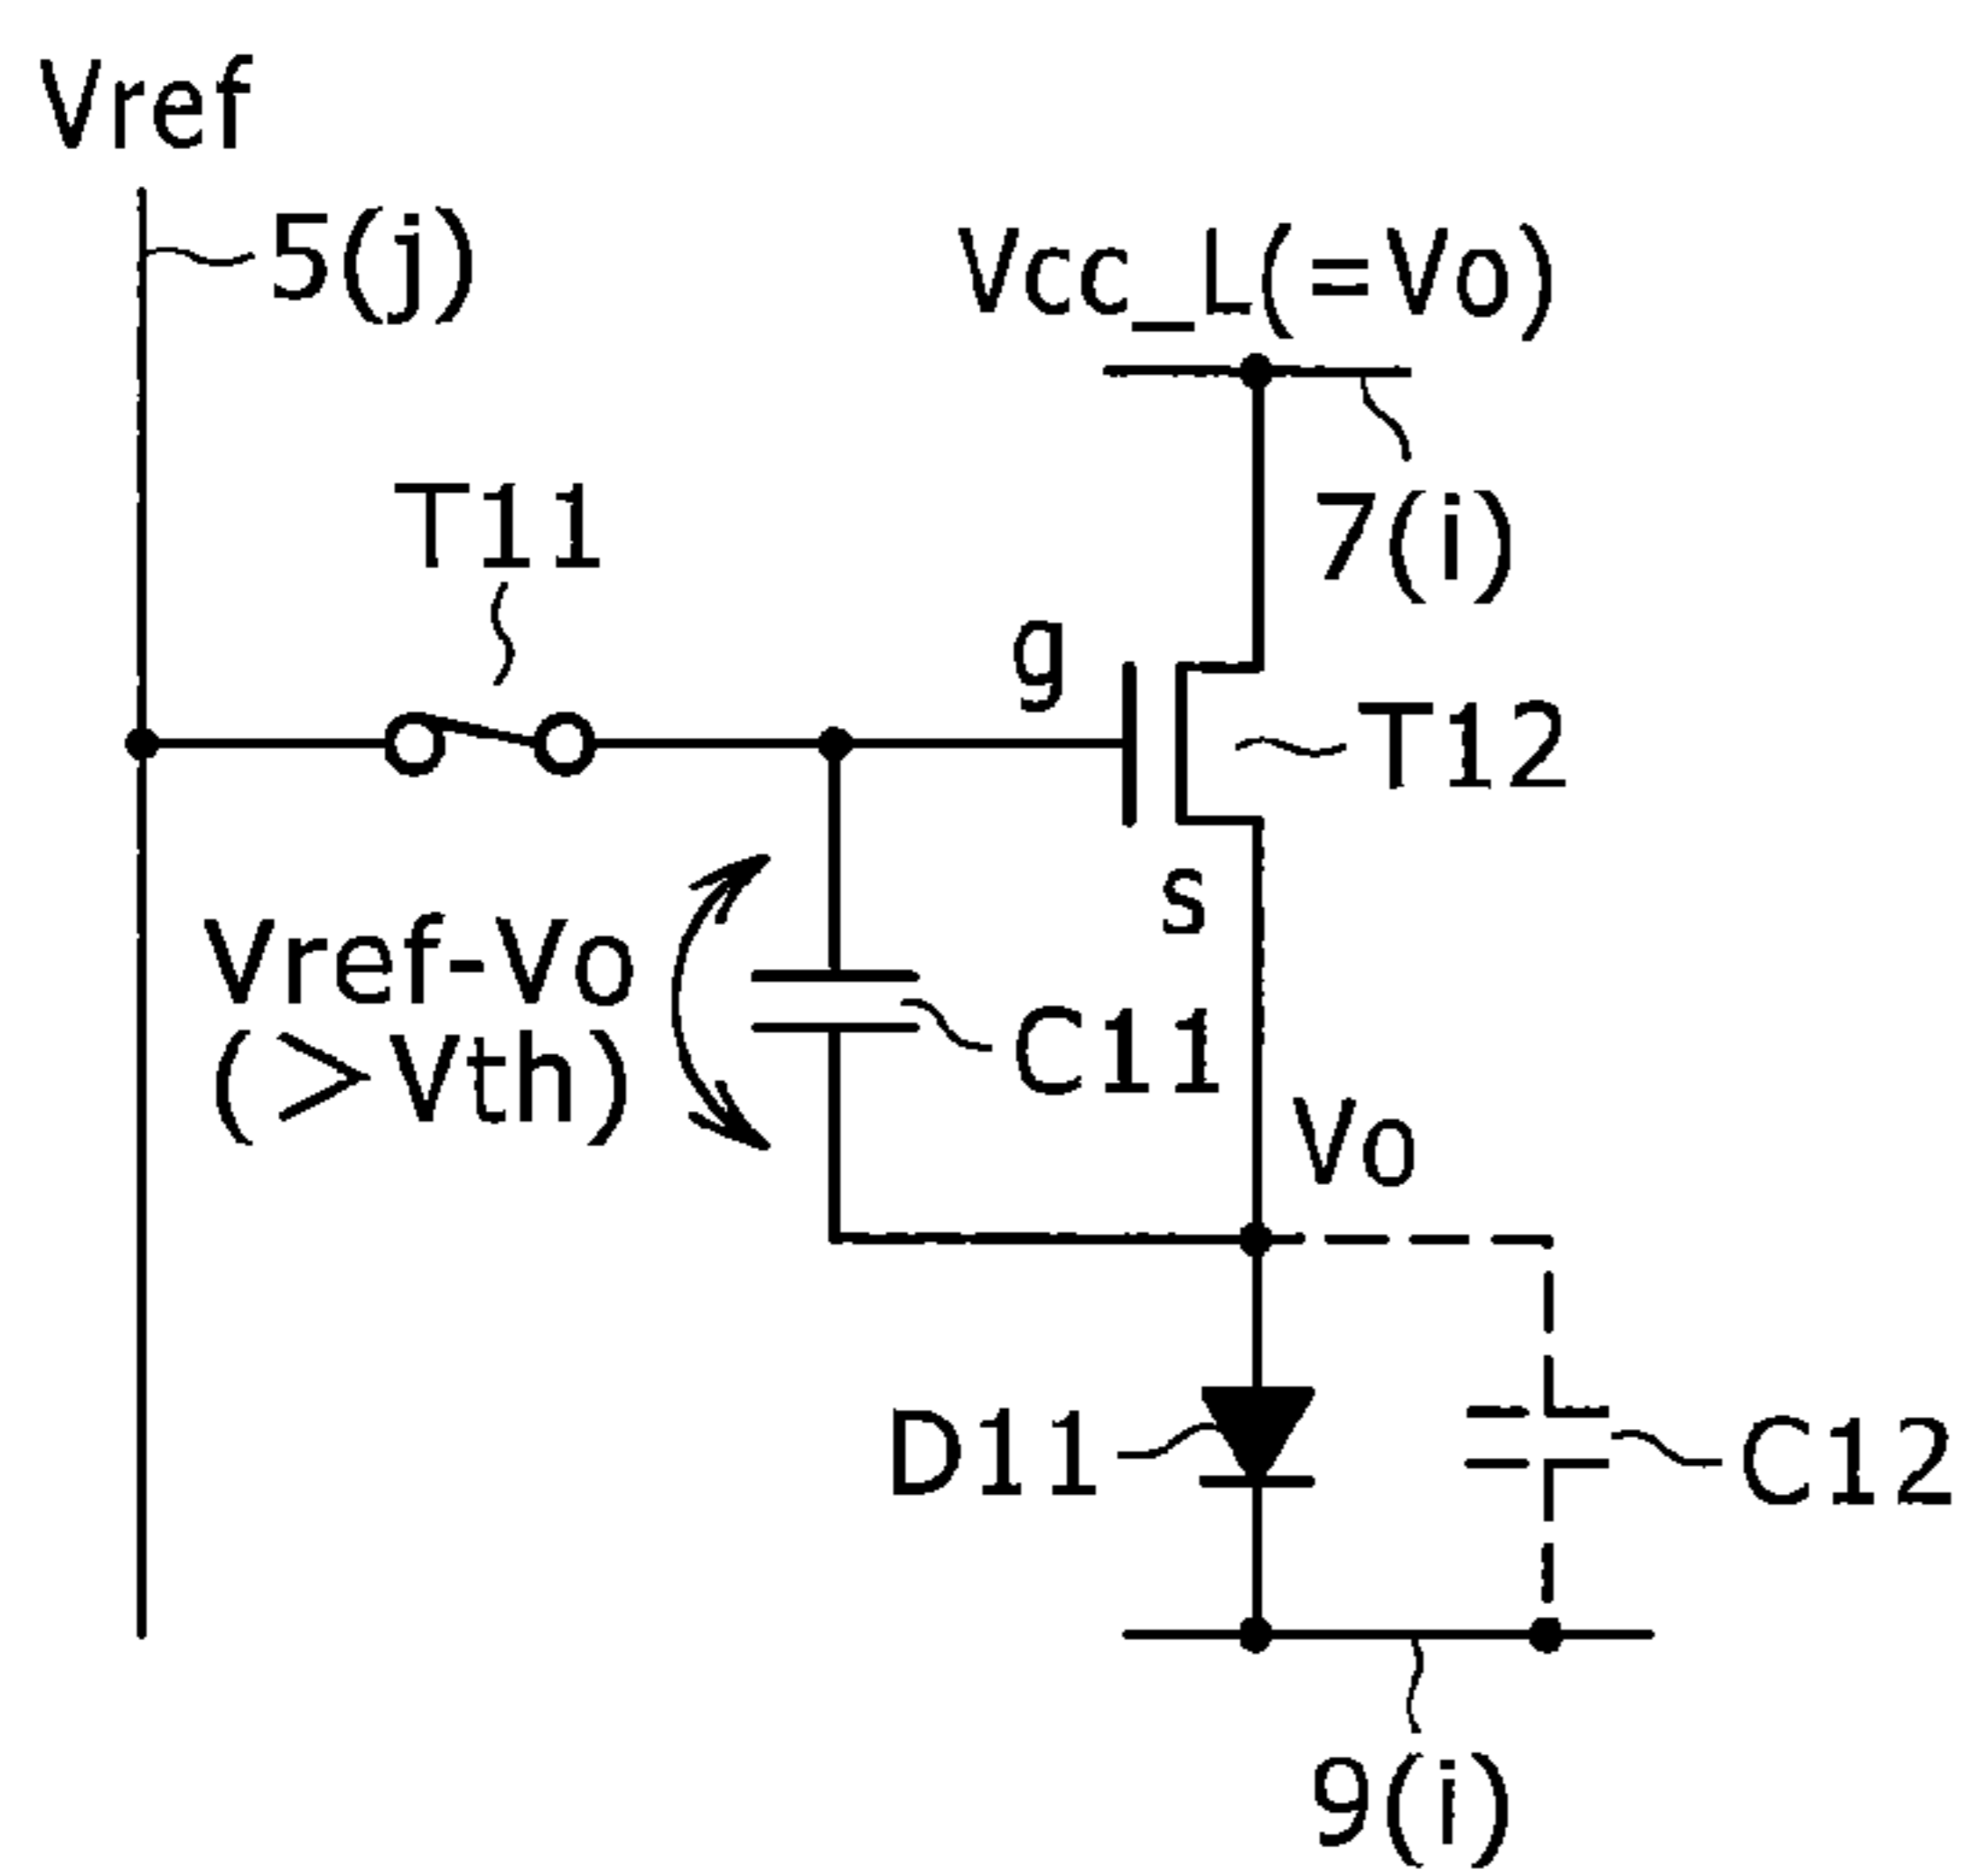 Vref
5(j)
Vcc_L(=Vo)
T11
7(i)
g
T12
s
Vref-Vo
(>Vth)
C11
Vo
D11
C12
9(i)